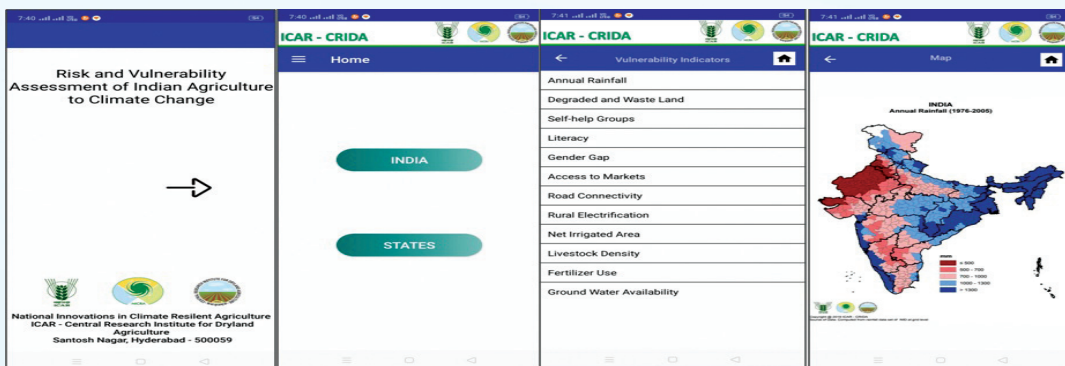 7:40
Risk and Vulnerability
Assessment of Indian Agriculture
to Climate Change
National Innovations in Climate Resilent Agriculture
ICAR - Central Research Institute for Dryland
Agriculture
Santosh Nagar, Hyderabad - 500059
7:40
ICAR - CRIDA
Home
INDIA
STATES
7:41
ICAR - CRIDA
Vulnerability Indicators
Annual Rainfall
Degraded and Waste Land
Self-help Groups
Literacy
Gender Gap
Access to Markets
Road Connectivity
Rural Electrification
Net Irrigated Area
Livestock Density
Fertilizer Use
Ground Water Availability
7:41
ICAR - CRIDA
Map
INDIA
Annual Rainfall (1976-2005)
500 - 700
700 - 1000
1000 - 1300
> 1300